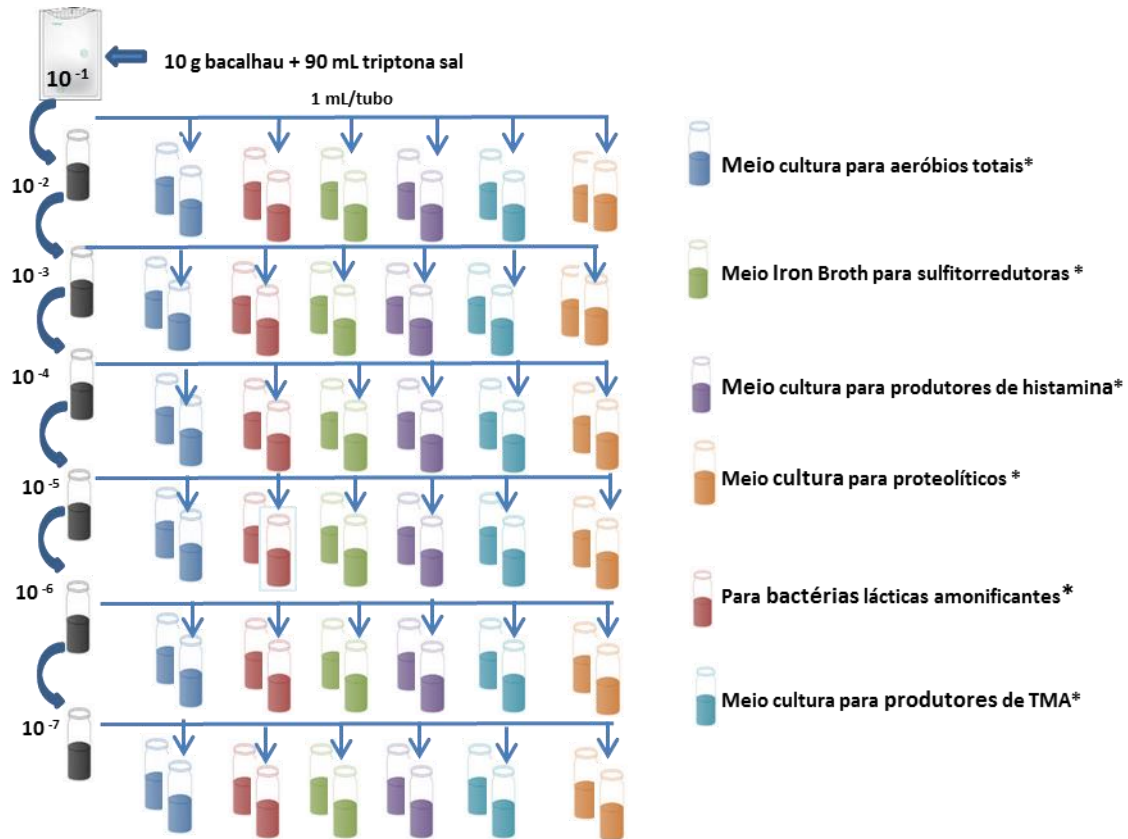 10 -1
10 g bacalhau + 90 mL triptona sal
1 mL/tubo
10 -2
10 -3
10 -4
10 -5
10 -6
10 -7
Meio cultura para aeróbios totais*
Meio Iron Broth para sulfitorredutoras *
Meio cultura para produtores de histamina*
Meio cultura para proteolíticos *
Para bactérias lácticas amonificantes*
Meio cultura para produtores de TMA*